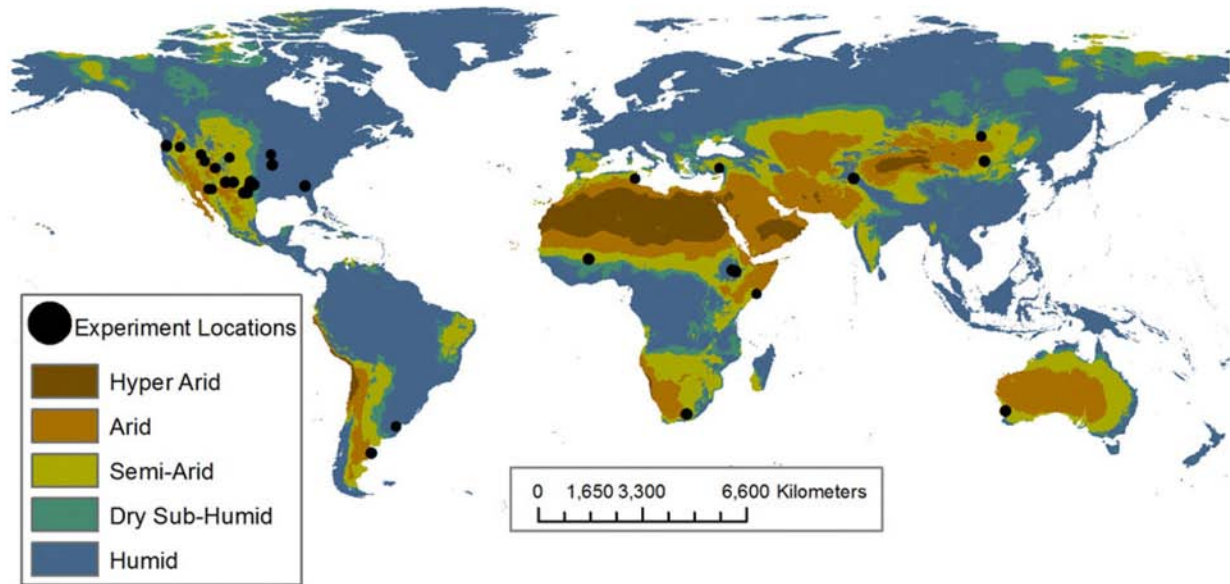 Experiment Locations
Hyper Arid
Arid
Semi-Arid
Dry Sub-Humid
Humid
0 1,650 3,300 6,600 Kilometers